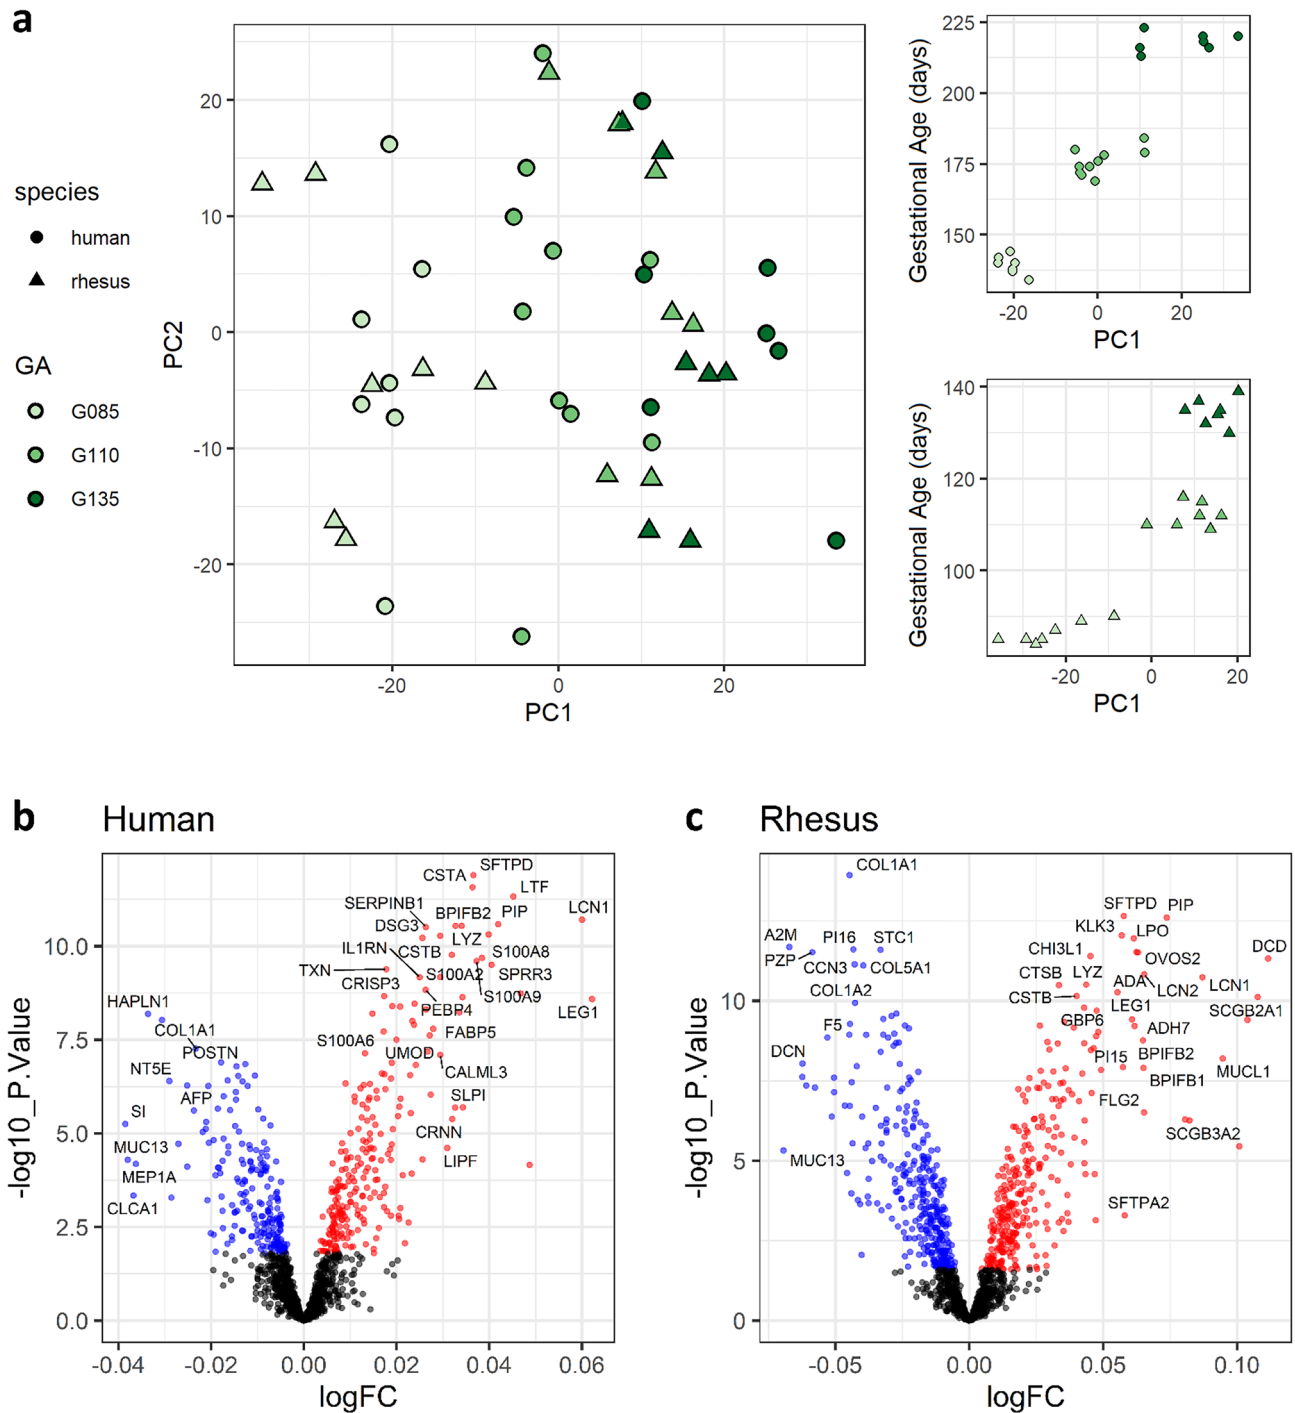 a
species
human
rhesus
GA
G085
G110
G135
20
10
0
-10
-20
PC2
-20
0
20
PC1
225
200
175
150
Gestational Age (days)
-20
0
20
PC1
140
120
100
Gestational Age (days)
-20
0
20
PC1
b
Human
10.0
7.5
5.0
2.5
0.0
-log10_P.Value
SFTPD
CSTA
LTF
SERPINB1
BPIFB2
PIP
LCN1
DSG3
LYZ
IL1RN
CSTB
S100A8
TXN
S100A2
SPRR3
CRISP3
S100A9
HAPLN1
PEBP4
LEG1
COL1A1
FABP5
POSTN
S100A6
UMOD
NT5E
CALML3
AFP
SLPI
SI
CRNN
MUC13
LIPF
MEP1A
CLCA1
-0.04
-0.02
0.00
0.02
0.04
0.06
logFC
c
Rhesus
10
5
0
-log10_P.Value
COL1A1
SFTPD
PIP
KLK3
LPO
A2M
PI16
STC1
CHI3L1
DCD
PZP
OVOS2
CCN3
COL5A1
CTSB
LYZ
ADA
LCN2
LCN1
COL1A2
CSTB
LEG1
SCGB2A1
F5
GBP6
ADH7
DCN
PI15
BPIFB2
MUCL1
BPIFB1
FLG2
SCGB3A2
MUC13
SFTPA2
-0.05
0.00
0.05
0.10
logFC